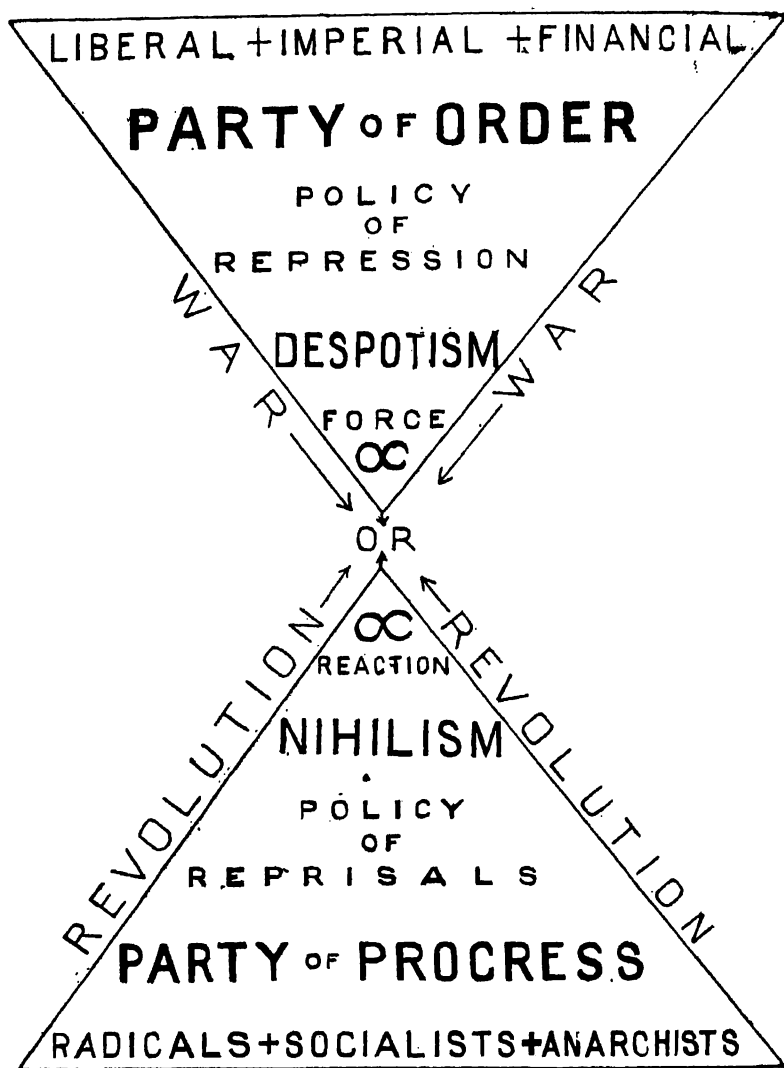 LIBERAL + IMPERIAL + FINANCIAL
PARTY OF ORDER
POLICY
OF
REPRESSION
WAR
WAR
DESPOTISM
FORCE
∝
OR
∝
REACTION
REVOLUTION
REVOLUTION
NIHILISM
POLICY
OF
REPRISALS
PARTY OF PROGRESS
RADICALS + SOCIALISTS + ANARCHISTS